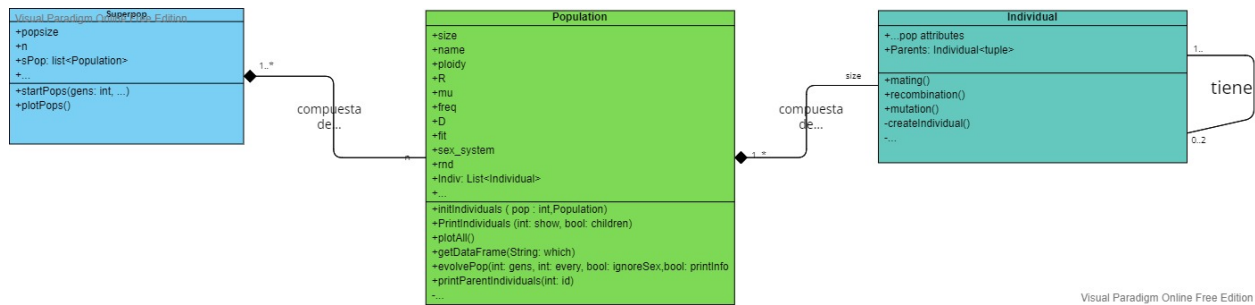 Visual Paradigm Online Free Edition
Superpop
+popsize
+n
+sPop: list<Population>
+...
+startPops(gens: int, ...)
+plotPops()
1..*
compuesta
de...
n
Population
+size
+name
+ploidy
+R
+mu
+freq
+D
+fit
+sex_system
+rnd
+Indiv: List<Individual>
+...
+initIndividuals ( pop : int,Population)
+PrintIndividuals (int: show, bool: children)
+plotAll()
+getDataFrame(String: which)
+evolvePop(int: gens, int: every, bool: ignoreSex,bool: printInfo
+printParentIndividuals(int: id)
-...
1..*
compuesta
de...
size
Individual
+...pop attributes
+Parents: Individual<tuple>
+mating()
+recombination()
+mutation()
-createIndividual()
-...
1..
tiene
0..2
Visual Paradigm Online Free Edition